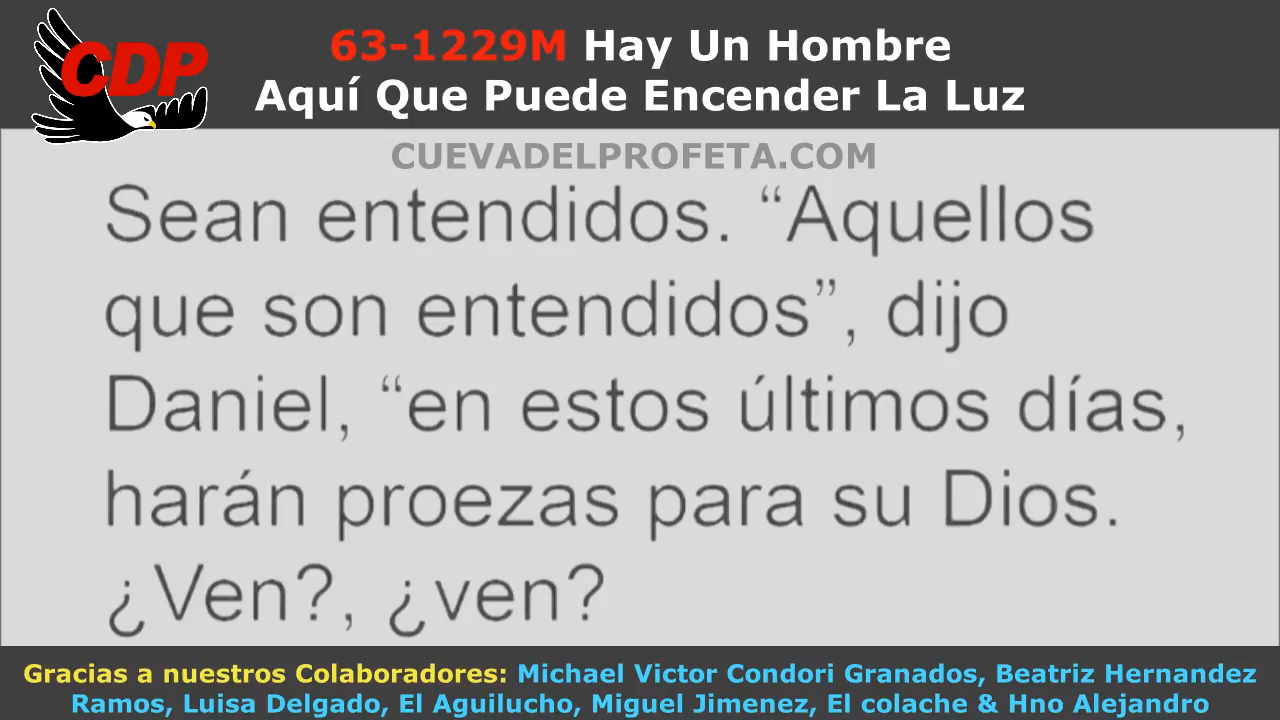 CDP
63-1229M Hay Un Hombre
Aquí Que Puede Encender La Luz
CUEVADELPROFETA.COM
Sean entendidos. “Aquellos
que son entendidos”, dijo
Daniel, “en estos últimos días,
harán proezas para su Dios.
¿Ven?, ¿ven?
Gracias a nuestros Colaboradores: Michael Victor Condori Granados, Beatriz Hernandez
Ramos, Luisa Delgado, El Aguilucho, Miguel Jimenez, El colache & Hno Alejandro